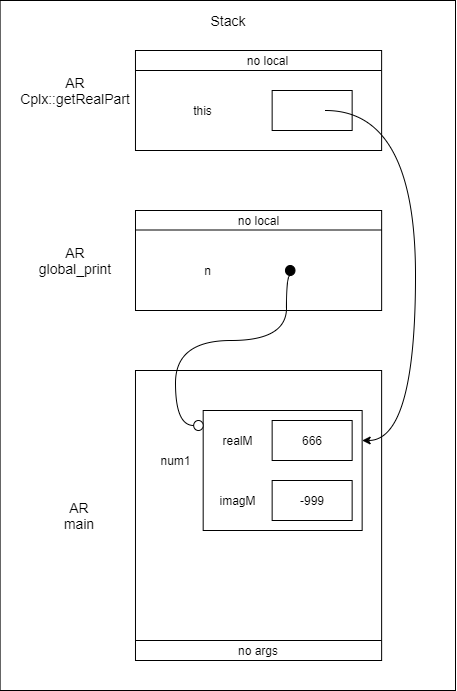 Stack
no local
AR
Cplx::getRealPart
this
no local
AR
global_print
n
realM
666
num1
imagM
-999
AR
main
no args